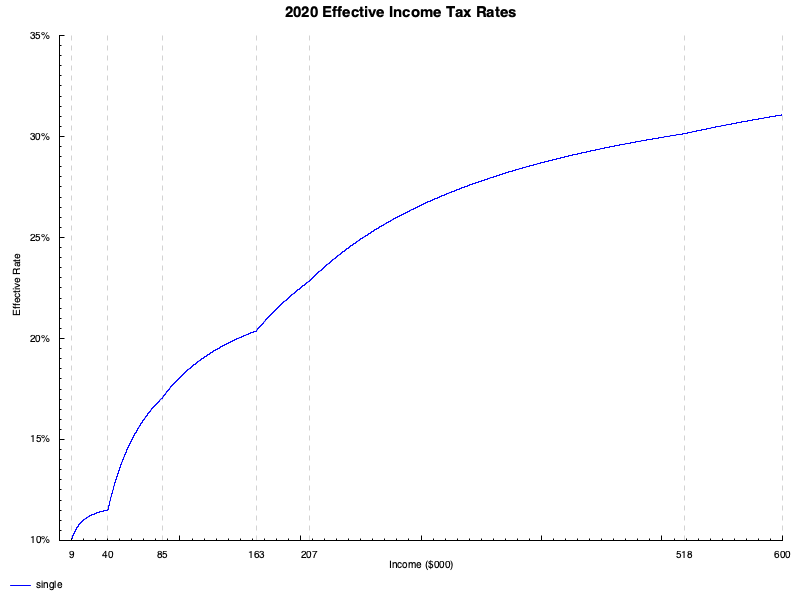 2020 Effective Income Tax Rates
35%
30%
25%
20%
15%
10%
Effective Rate
9 40 85 163 207 518 600
Income ($000)
single